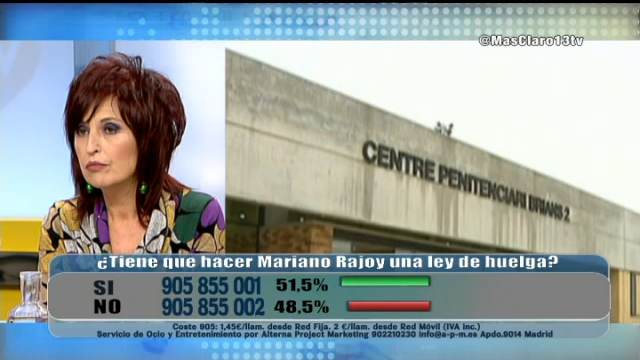 @MasClaro13tv
CENTRE PENITENCIARI BRIANS 2
¿Tiene que hacer Mariano Rajoy una ley de huelga?
SI 905 855 001 51,5%
NO 905 855 002 48,5%
Coste 905: 1,45€/llam. desde Red Fija. 2 €/llam. desde Red Móvil (IVA inc.)
Servicio de Ocio y Entretenimiento por Alterna Project Marketing 902210230 info@a-p-m.es Apdo.9014 Madrid